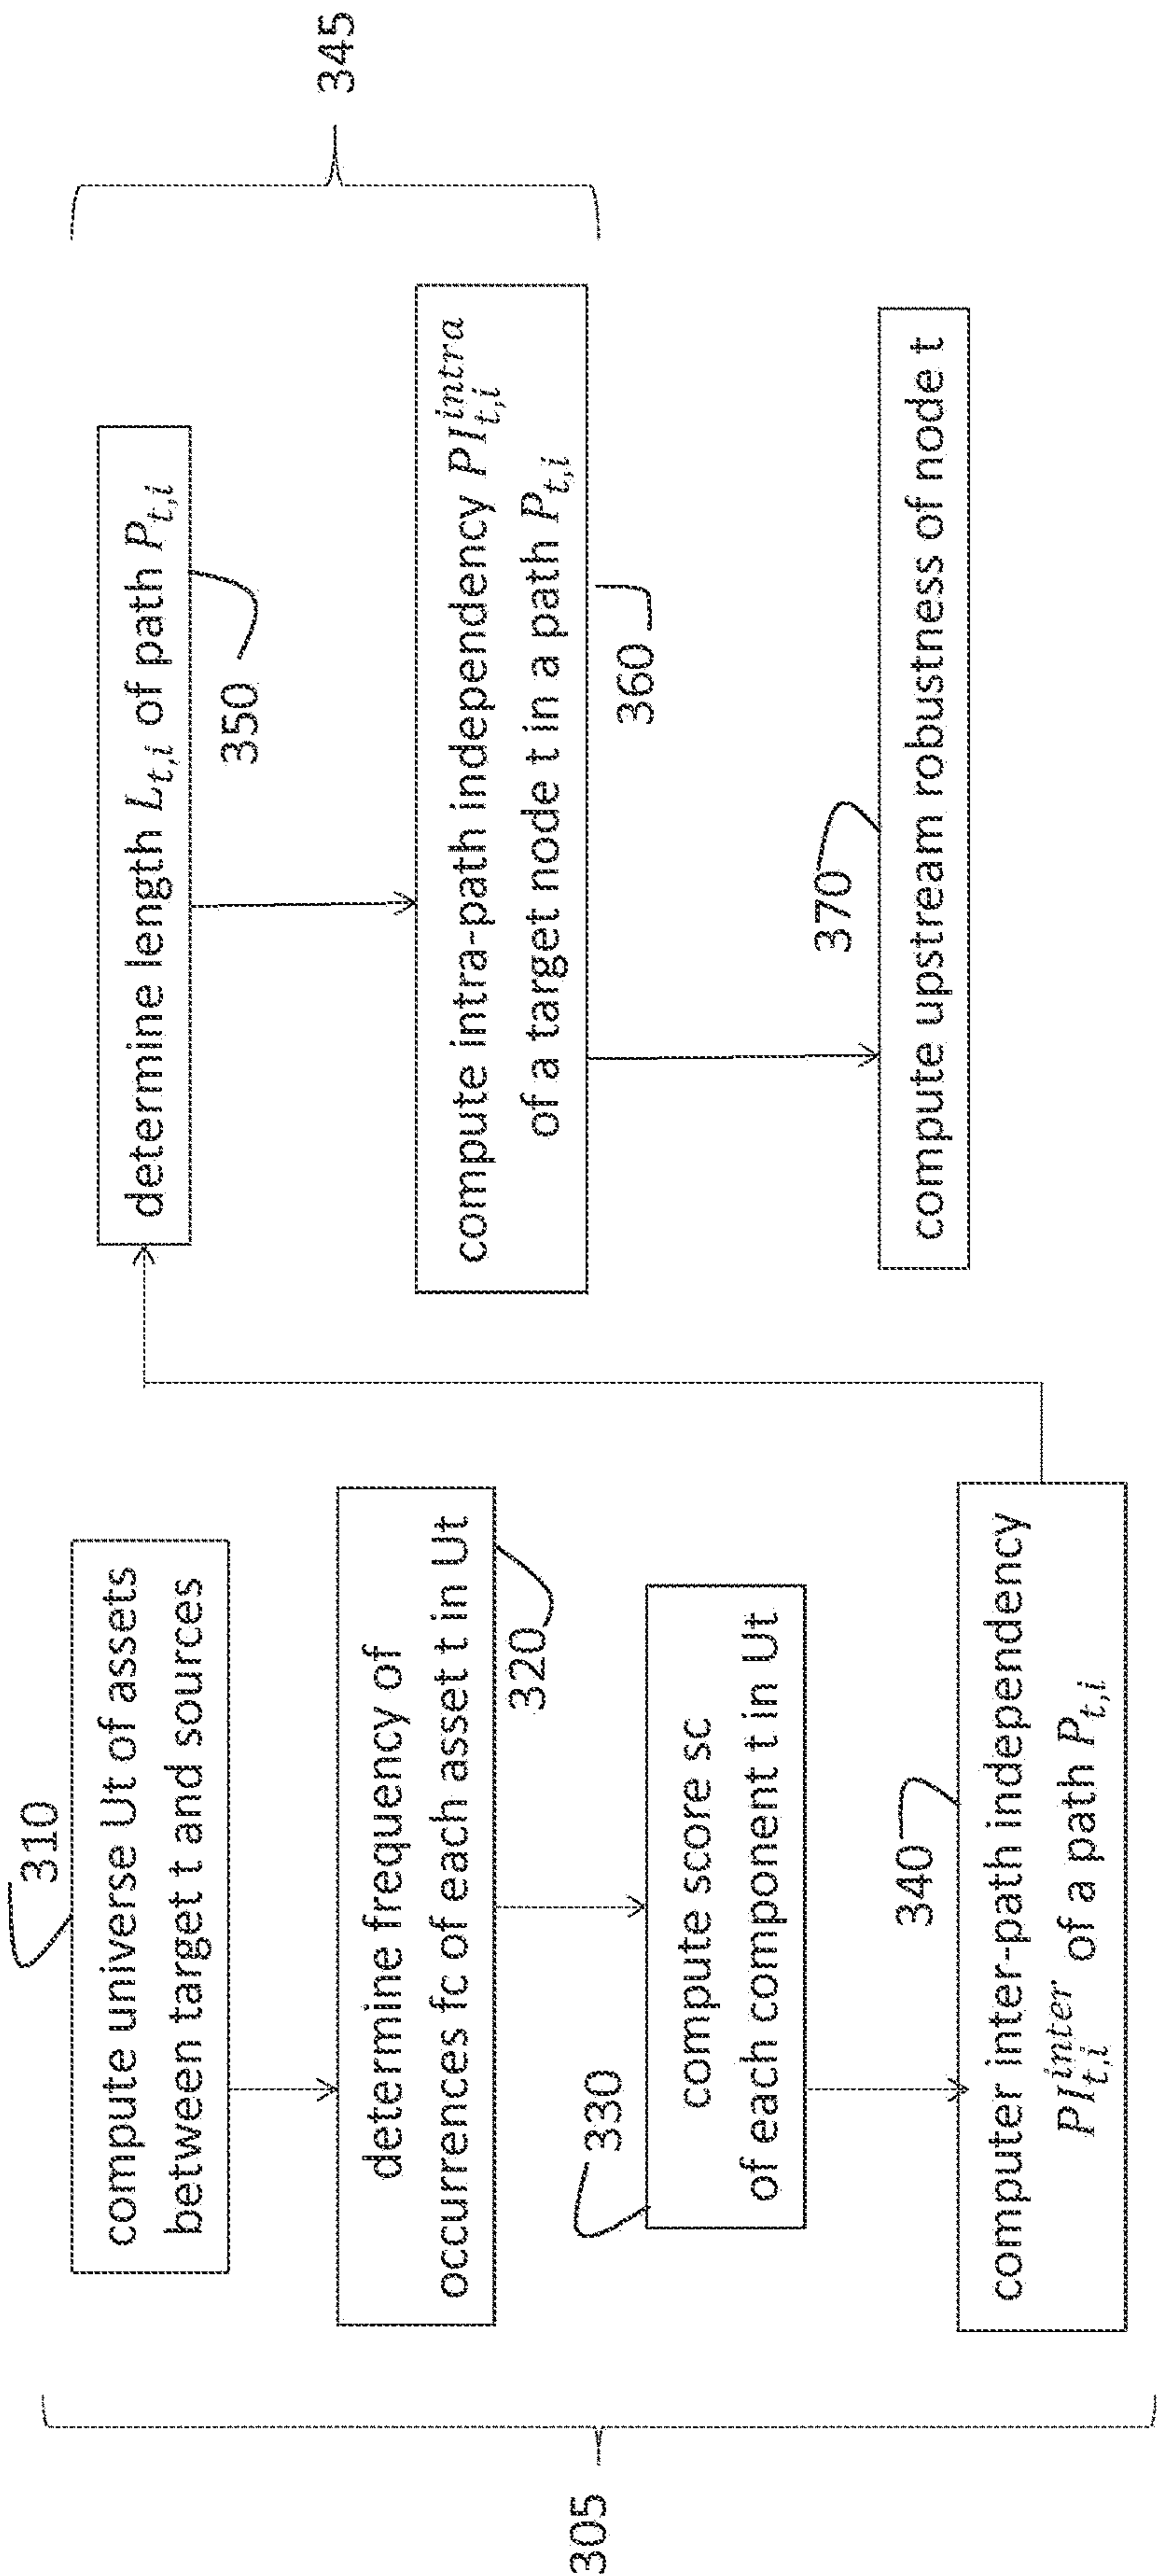 305
310
compute universe Ut of assets
between target t and sources
determine frequency of
occurrences fc of each asset t in Ut
320
330
compute score sc
of each component t in Ut
340
computer inter-path independency
$PI_{t,i}^{inter}$ of a path $P_{t,i}$
345
determine length $L_{t,i}$ of path $P_{t,i}$
350
compute intra-path independency $PI_{t,i}^{intra}$
of a target node t in a path $P_{t,i}$
360
370
compute upstream robustness of node t